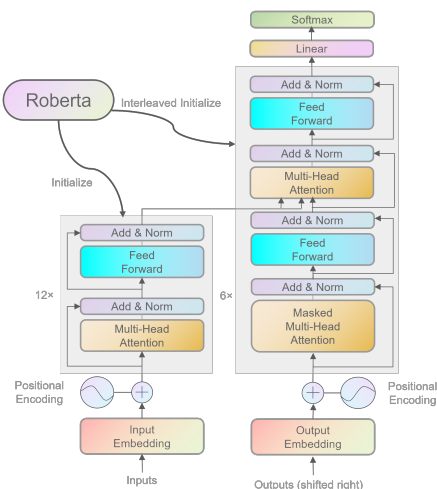 Softmax
Linear
Add & Norm
Feed
Forward
Add & Norm
Multi-Head
Attention
Add & Norm
Feed
Forward
Add & Norm
Masked
Multi-Head
Attention
6×
Roberta
Interleaved Initialize
Initialize
Add & Norm
Feed
Forward
12×
Add & Norm
Multi-Head
Attention
Positional
Encoding
Positional
Encoding
Input
Embedding
Output
Embedding
Inputs
Outputs (shifted right)